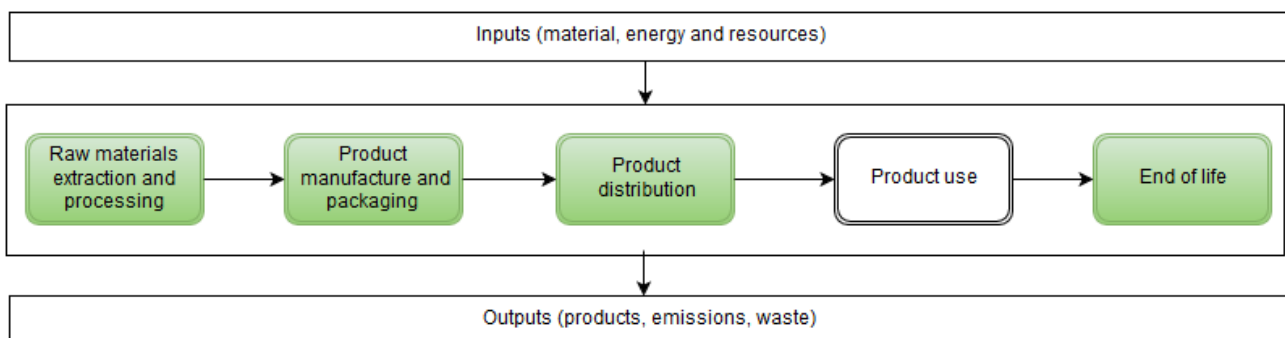 Inputs (material, energy and resources)
Raw materials
extraction and
processing
Product
manufacture and
packaging
Product
distribution
Product use
End of life
Outputs (products, emissions, waste)